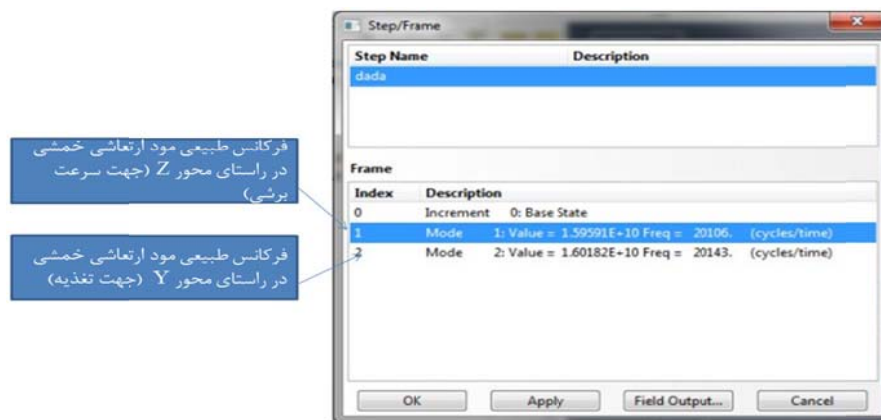 Step/Frame
Step Name Description
dada
Frame
Index Description
0 Increment 0: Base State
1 Mode 1: Value = 1.59591E+10 Freq = 20106. (cycles/time)
2 Mode 2: Value = 1.60182E+10 Freq = 20143. (cycles/time)
OK Apply Field Output... Cancel
فرکانس طبیعی مود ارتعاشی خمشی
در راستای محور Z (جهت سرعت
برشی)
فرکانس طبیعی مود ارتعاشی خمشی
در راستای محور Y (جهت تغذیه)